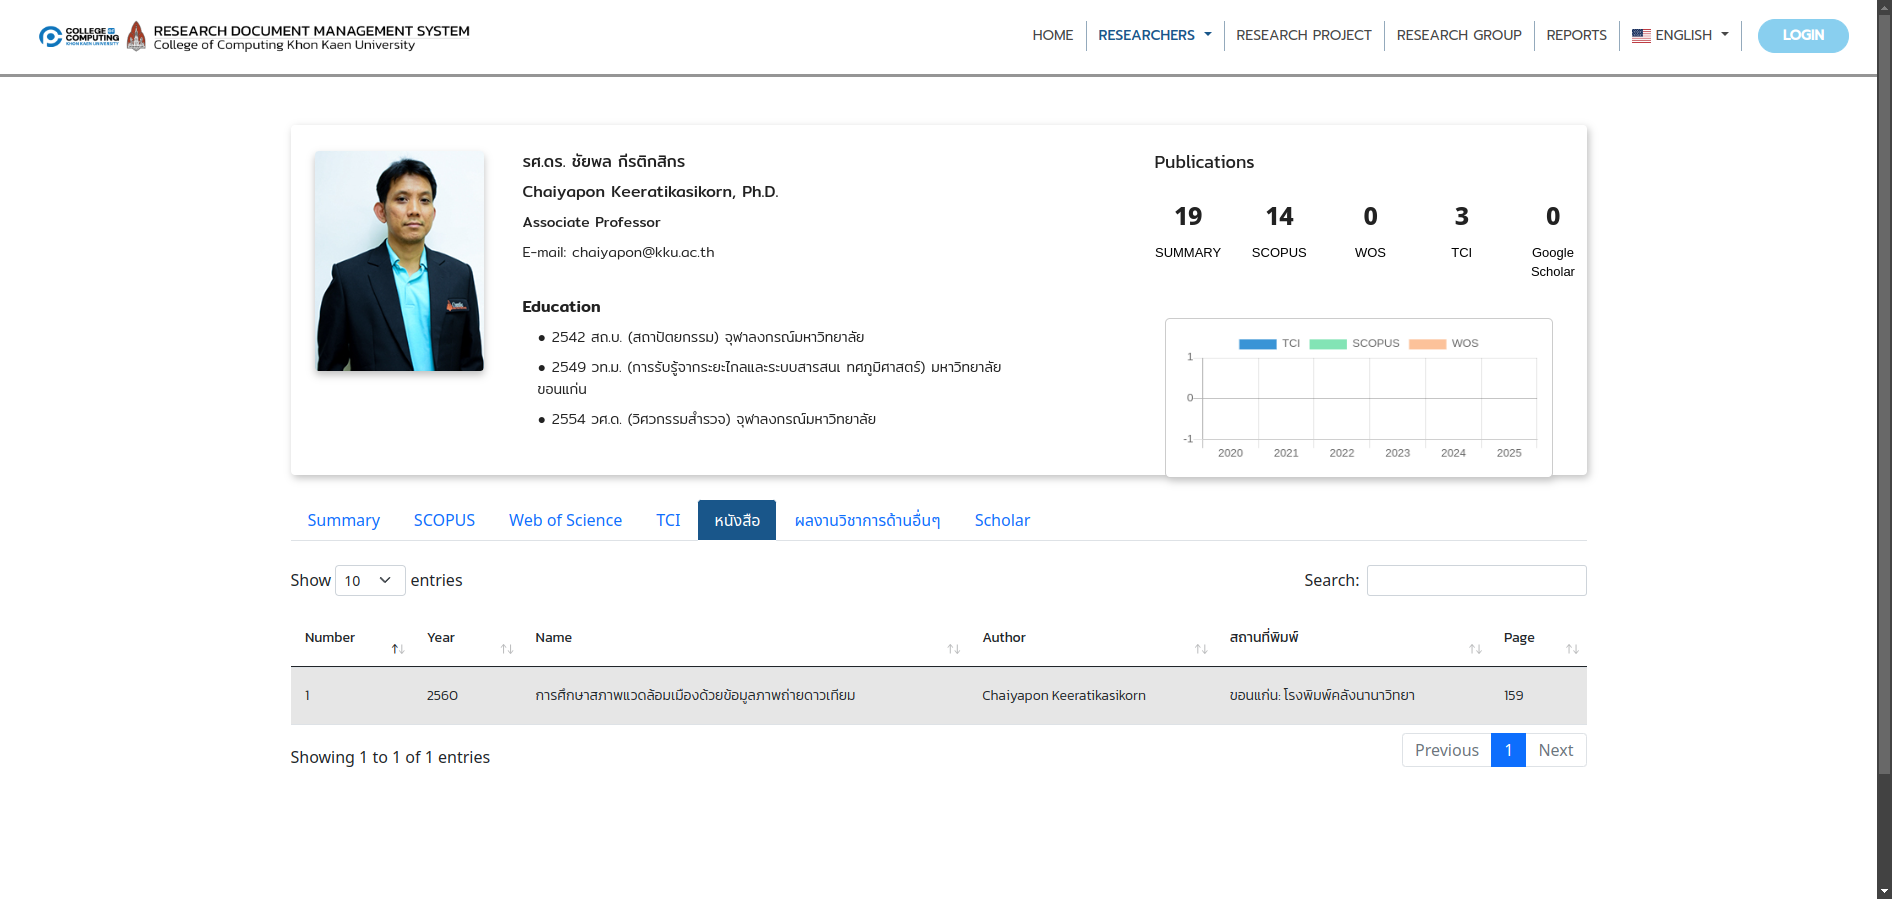 COLLEGE OF
COMPUTING
KHON KAEN UNIVERSITY
RESEARCH DOCUMENT MANAGEMENT SYSTEM
College of Computing Khon Kaen University
HOME RESEARCHERS RESEARCH PROJECT RESEARCH GROUP REPORTS ENGLISH LOGIN
รศ.ดร. ชัยพล กีรติกสิกร
Chaiyapon Keeratikasikorn, Ph.D.
Associate Professor
E-mail: chaiyapon@kku.ac.th
Education
● 2542 สถ.บ. (สถาปัตยกรรม) จุฬาลงกรณ์มหาวิทยาลัย
● 2549 วท.ม. (การรับรู้จากระยะไกลและระบบสารสนเ ทศภูมิศาสตร์) มหาวิทยาลัย
ขอนแก่น
● 2554 วศ.ด. (วิศวกรรมสำรวจ) จุฬาลงกรณ์มหาวิทยาลัย
Publications
19 14 0 3 0
SUMMARY SCOPUS WOS TCI Google
Scholar
TCI SCOPUS WOS
1
0
-1
2020 2021 2022 2023 2024 2025
Summary SCOPUS Web of Science TCI หนังสือ ผลงานวิชาการด้านอื่นๆ Scholar
Show 10 entries Search:
Number Year Name Author สถานที่พิมพ์ Page
1 2560 การศึกษาสภาพแวดล้อมเมืองด้วยข้อมูลภาพถ่ายดาวเทียม Chaiyapon Keeratikasikorn ขอนแก่น: โรงพิมพ์คลังนานาวิทยา 159
Showing 1 to 1 of 1 entries Previous 1 Next